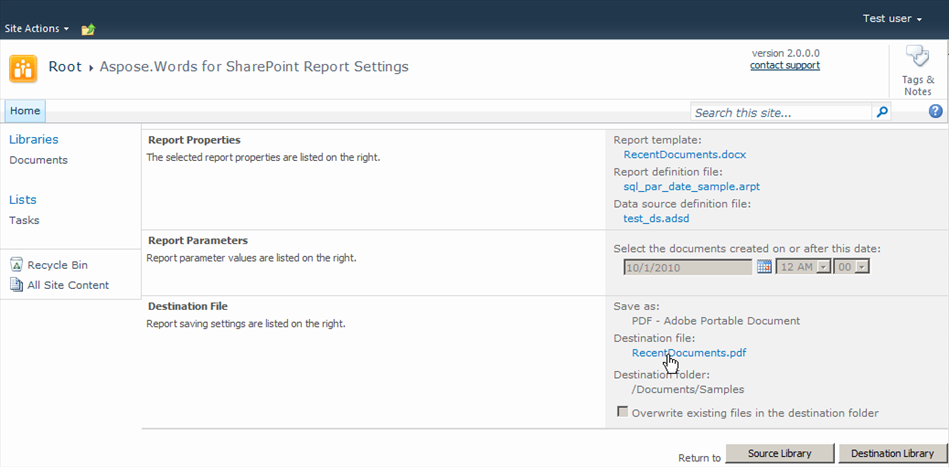 Test user
Site Actions
Root ▸ Aspose.Words for SharePoint Report Settings
version 2.0.0.0
contact support
Tags &
Notes
Home
Search this site...
Libraries
Documents
Lists
Tasks
Recycle Bin
All Site Content
Report Properties
The selected report properties are listed on the right.
Report template:
RecentDocuments.docx
Report definition file:
sql_par_date_sample.arpt
Data source definition file:
test_ds.adsd
Report Parameters
Report parameter values are listed on the right.
Select the documents created on or after this date:
10/1/2010 12 AM 00
Destination File
Report saving settings are listed on the right.
Save as:
PDF - Adobe Portable Document
Destination file:
RecentDocuments.pdf
Destination folder:
/Documents/Samples
Overwrite existing files in the destination folder
Return to Source Library Destination Library